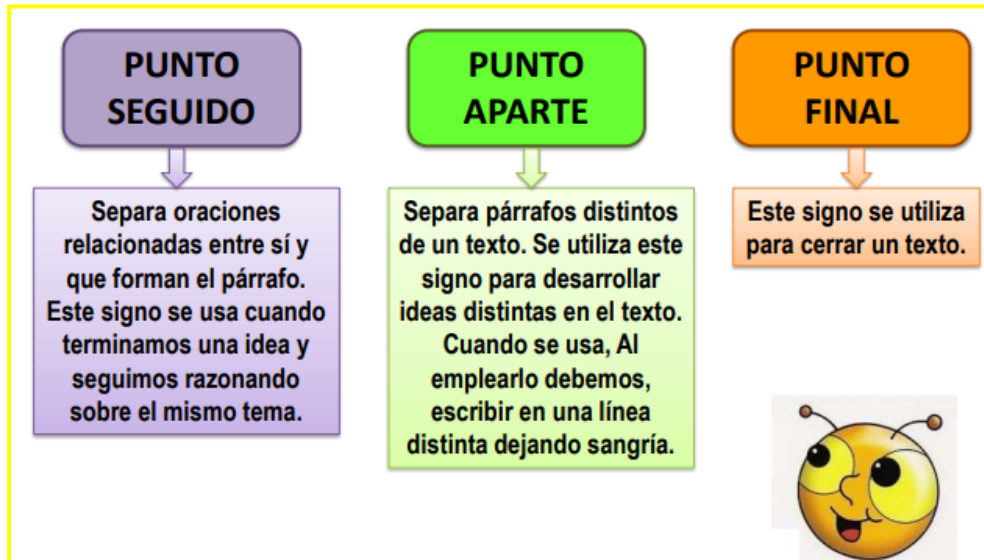 PUNTO
SEGUIDO
Separa oraciones
relacionadas entre sí y
que forman el párrafo.
Este signo se usa cuando
terminamos una idea y
seguimos razonando
sobre el mismo tema.
PUNTO
APARTE
Separa párrafos distintos
de un texto. Se utiliza este
signo para desarrollar
ideas distintas en el texto.
Cuando se usa, Al
emplearlo debemos,
escribir en una línea
distinta dejando sangría.
PUNTO
FINAL
Este signo se utiliza
para cerrar un texto.